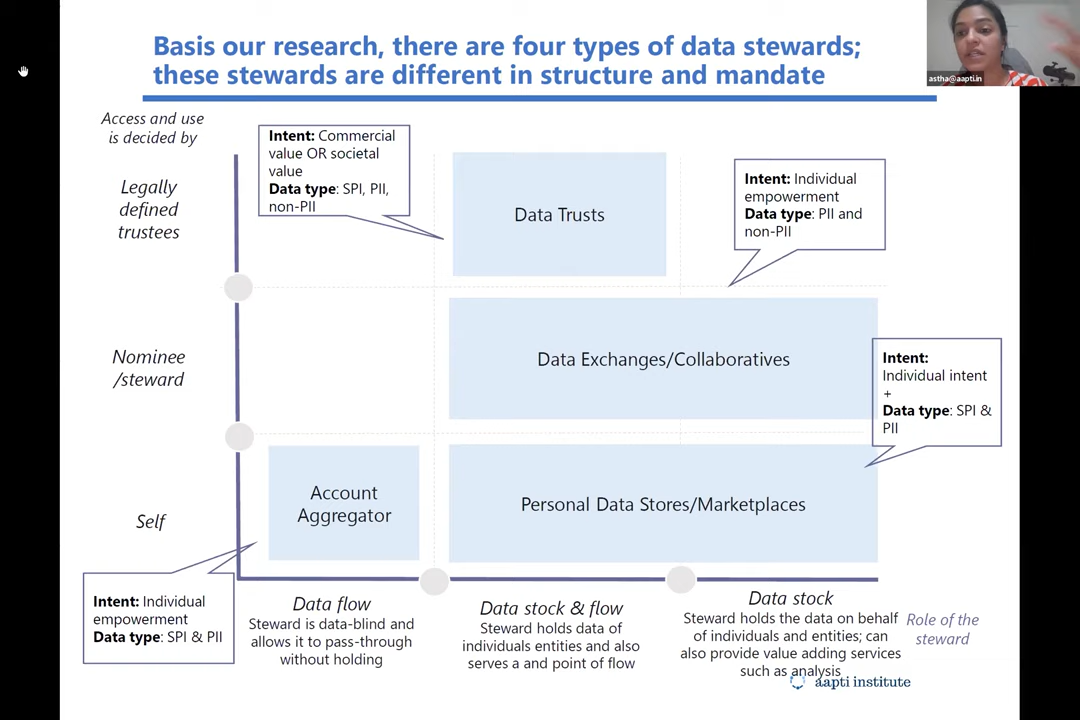 Basis our research, there are four types of data stewards;
these stewards are different in structure and mandate
astha@aapti.in
Access and use
is decided by
Legally
defined
trustees
Nominee
/steward
Self
Intent: Commercial
value OR societal
value
Data type: SPI, PII,
non-PII
Data Trusts
Intent: Individual
empowerment
Data type: PII and
non-PII
Data Exchanges/Collaboratives
Intent:
Individual intent
+
Data type: SPI &
PII
Account
Aggregator
Personal Data Stores/Marketplaces
Intent: Individual
empowerment
Data type: SPI & PII
Data flow
Steward is data-blind and
allows it to pass-through
without holding
Data stock & flow
Steward holds data of
individuals entities and also
serves a and point of flow
Data stock
Steward holds the data on behalf
of individuals and entities; can
also provide value adding services
such as analysis
Role of the
steward
aapti institute